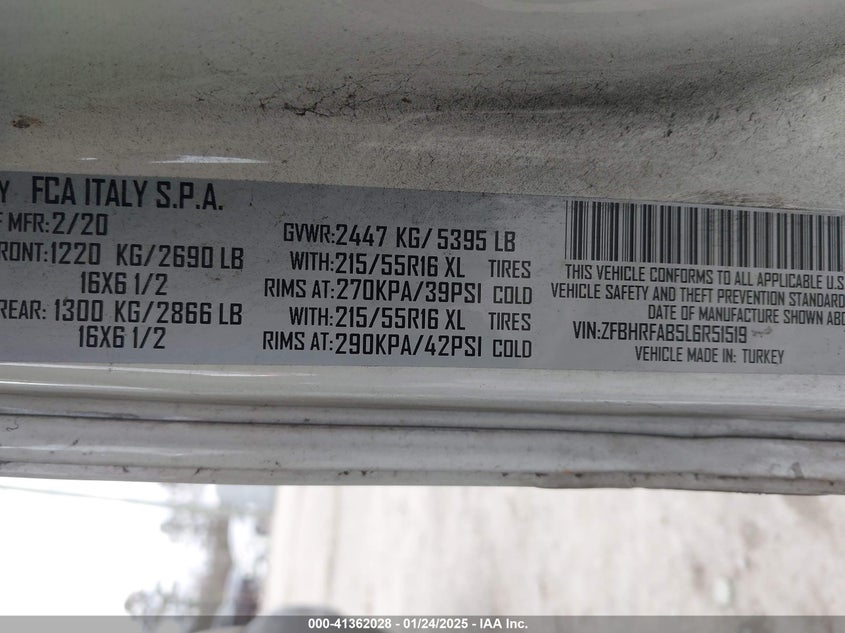 Y FCA ITALY S.P.A.
F MFR:2/20
RONT:1220 KG/2690 LB
16X6 1/2
REAR: 1300 KG/2866 LB
16X6 1/2
GVWR:2447 KG/ 5395 LB
WITH:215/55R16 XL TIRES
RIMS AT:270KPA/39PSI COLD
WITH:215/55R16 XL TIRES
RIMS AT:290KPA/42PSI COLD
THIS VEHICLE CONFORMS TO ALL APPLICABLE U.S
VEHICLE SAFETY AND THEFT PREVENTION STANDARD
DATE OF MANUFACTURE SHOWN ABO
VIN:ZFBHRFAB5L6R51519
VEHICLE MADE IN: TURKEY
000-41362028 - 01/24/2025 - IAA Inc.